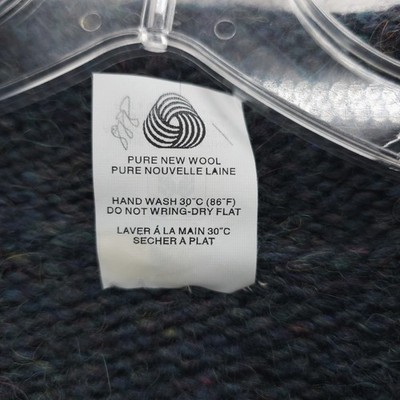 PURE NEW WOOL
PURE NOUVELLE LAINE
HAND WASH 30°C (86°F)
DO NOT WRING-DRY FLAT
LAVER Á LA MAIN 30°C
SECHER A PLAT